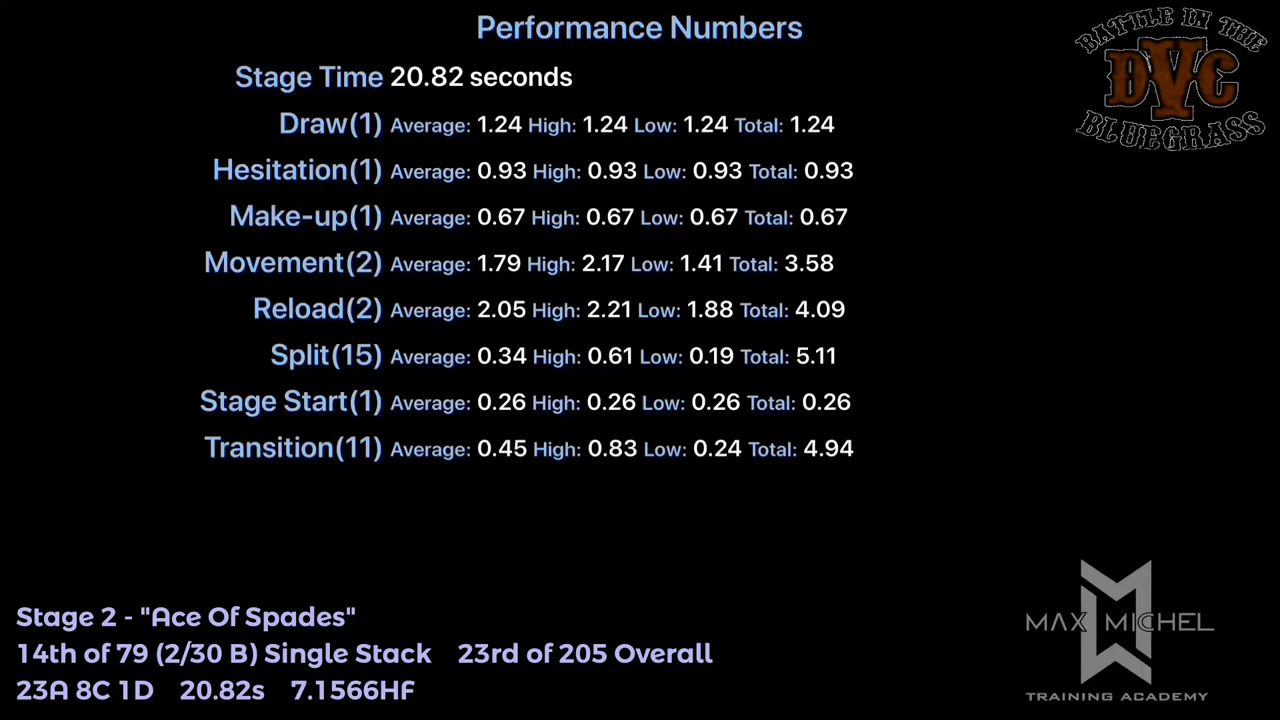 Performance Numbers
BATTLE IN THE
DVC
BLUEGRASS
Stage Time 20.82 seconds
Draw(1) Average: 1.24 High: 1.24 Low: 1.24 Total: 1.24
Hesitation(1) Average: 0.93 High: 0.93 Low: 0.93 Total: 0.93
Make-up(1) Average: 0.67 High: 0.67 Low: 0.67 Total: 0.67
Movement(2) Average: 1.79 High: 2.17 Low: 1.41 Total: 3.58
Reload(2) Average: 2.05 High: 2.21 Low: 1.88 Total: 4.09
Split(15) Average: 0.34 High: 0.61 Low: 0.19 Total: 5.11
Stage Start(1) Average: 0.26 High: 0.26 Low: 0.26 Total: 0.26
Transition(11) Average: 0.45 High: 0.83 Low: 0.24 Total: 4.94
Stage 2 - "Ace Of Spades"
14th of 79 (2/30 B) Single Stack 23rd of 205 Overall
23A 8C 1D 20.82s 7.1566HF
MAX MICHEL
TRAINING ACADEMY